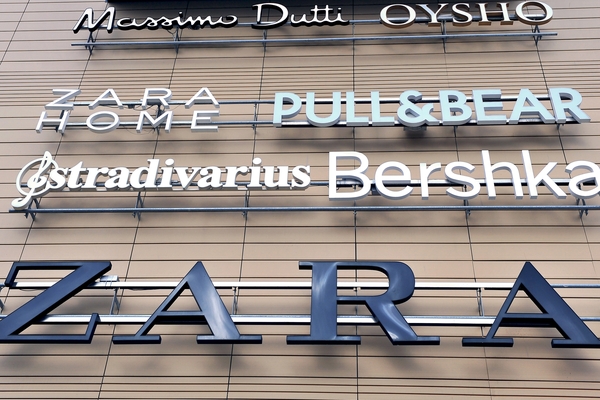 Massimo Dutti OYSHO
ZARA HOME PULL&BEAR
Stradivarius Bershka
ZARA